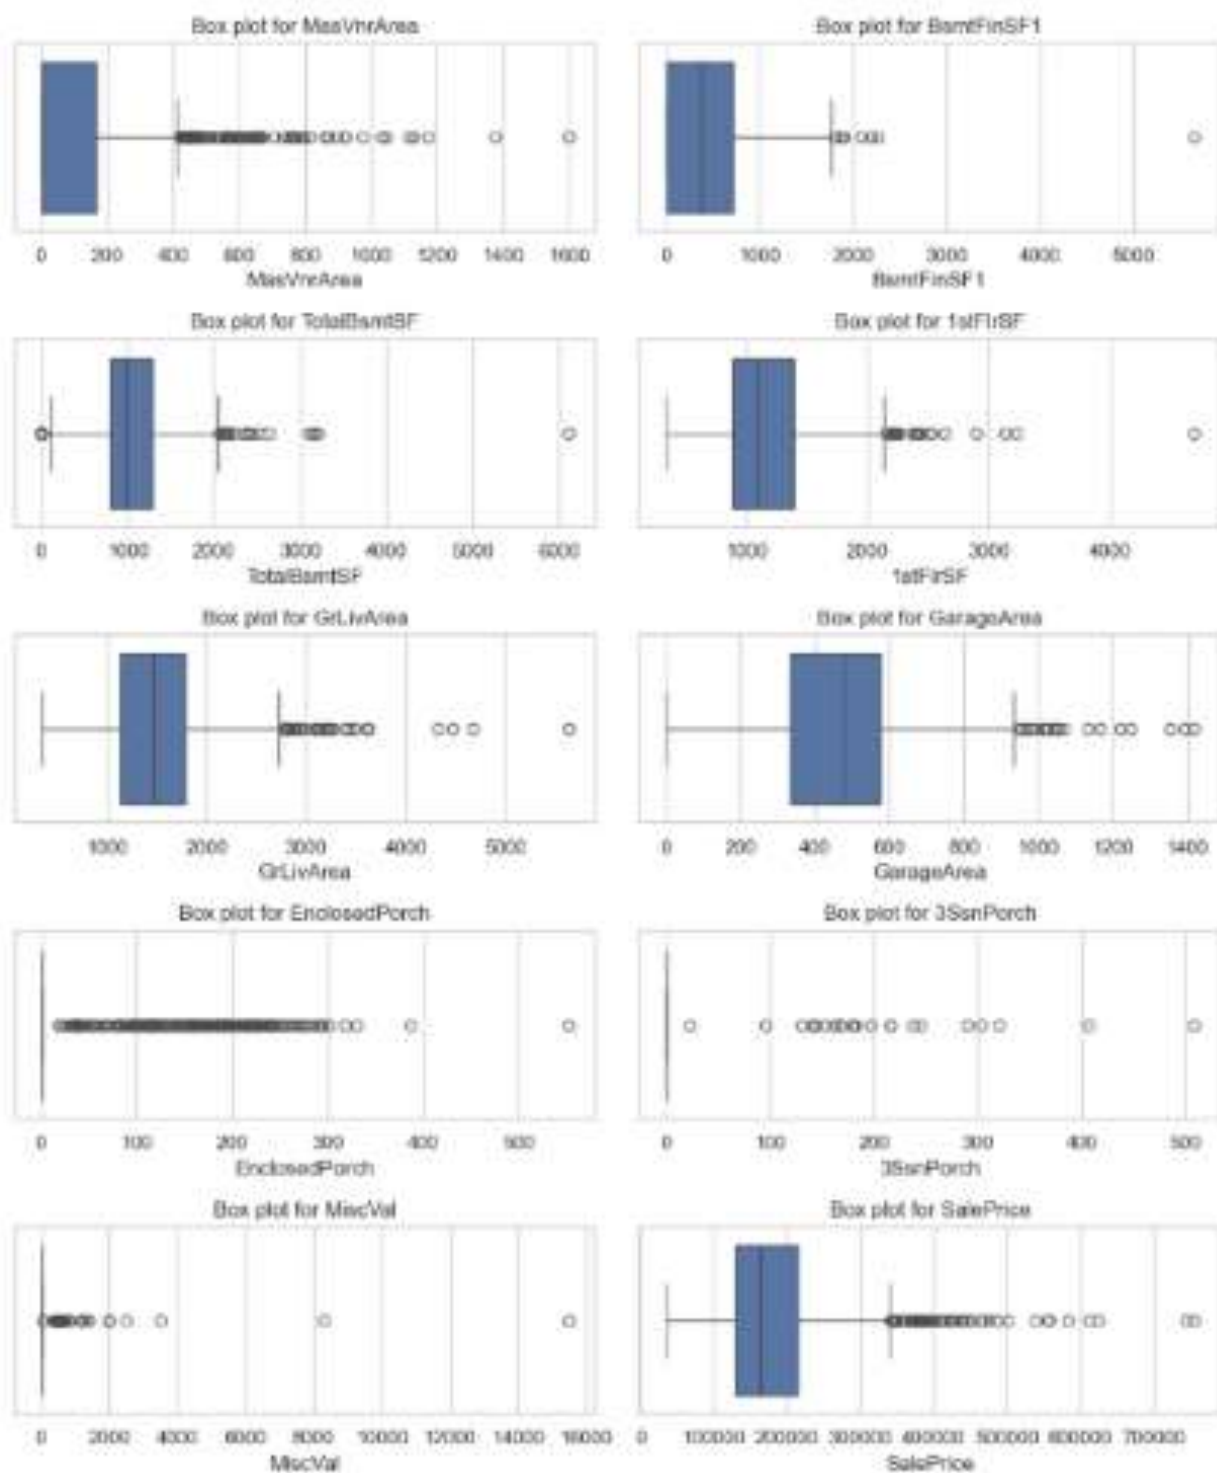 Box plot for MasVnrArea
Box plot for BsmtFinSF1
0 200 400 600 800 1000 1200 1400 1600
MasVnrArea
0 1000 2000 3000 4000 5000
BsmtFinSF1
Box plot for TotalBsmtSF
Box plot for 1stFlrSF
0 1000 2000 3000 4000 5000 6000
TotalBsmtSF
1000 2000 3000 4000
1stFlrSF
Box plot for GrLivArea
Box plot for GarageArea
1000 2000 3000 4000 5000
GrLivArea
0 200 400 600 800 1000 1200 1400
GarageArea
Box plot for EnclosedPorch
Box plot for 3SsnPorch
0 100 200 300 400 500
EnclosedPorch
0 100 200 300 400 500
3SsnPorch
Box plot for MiscVal
Box plot for SalePrice
0 2000 4000 6000 8000 10000 12000 14000 16000
MiscVal
0 100000 200000 300000 400000 500000 600000 700000
SalePrice